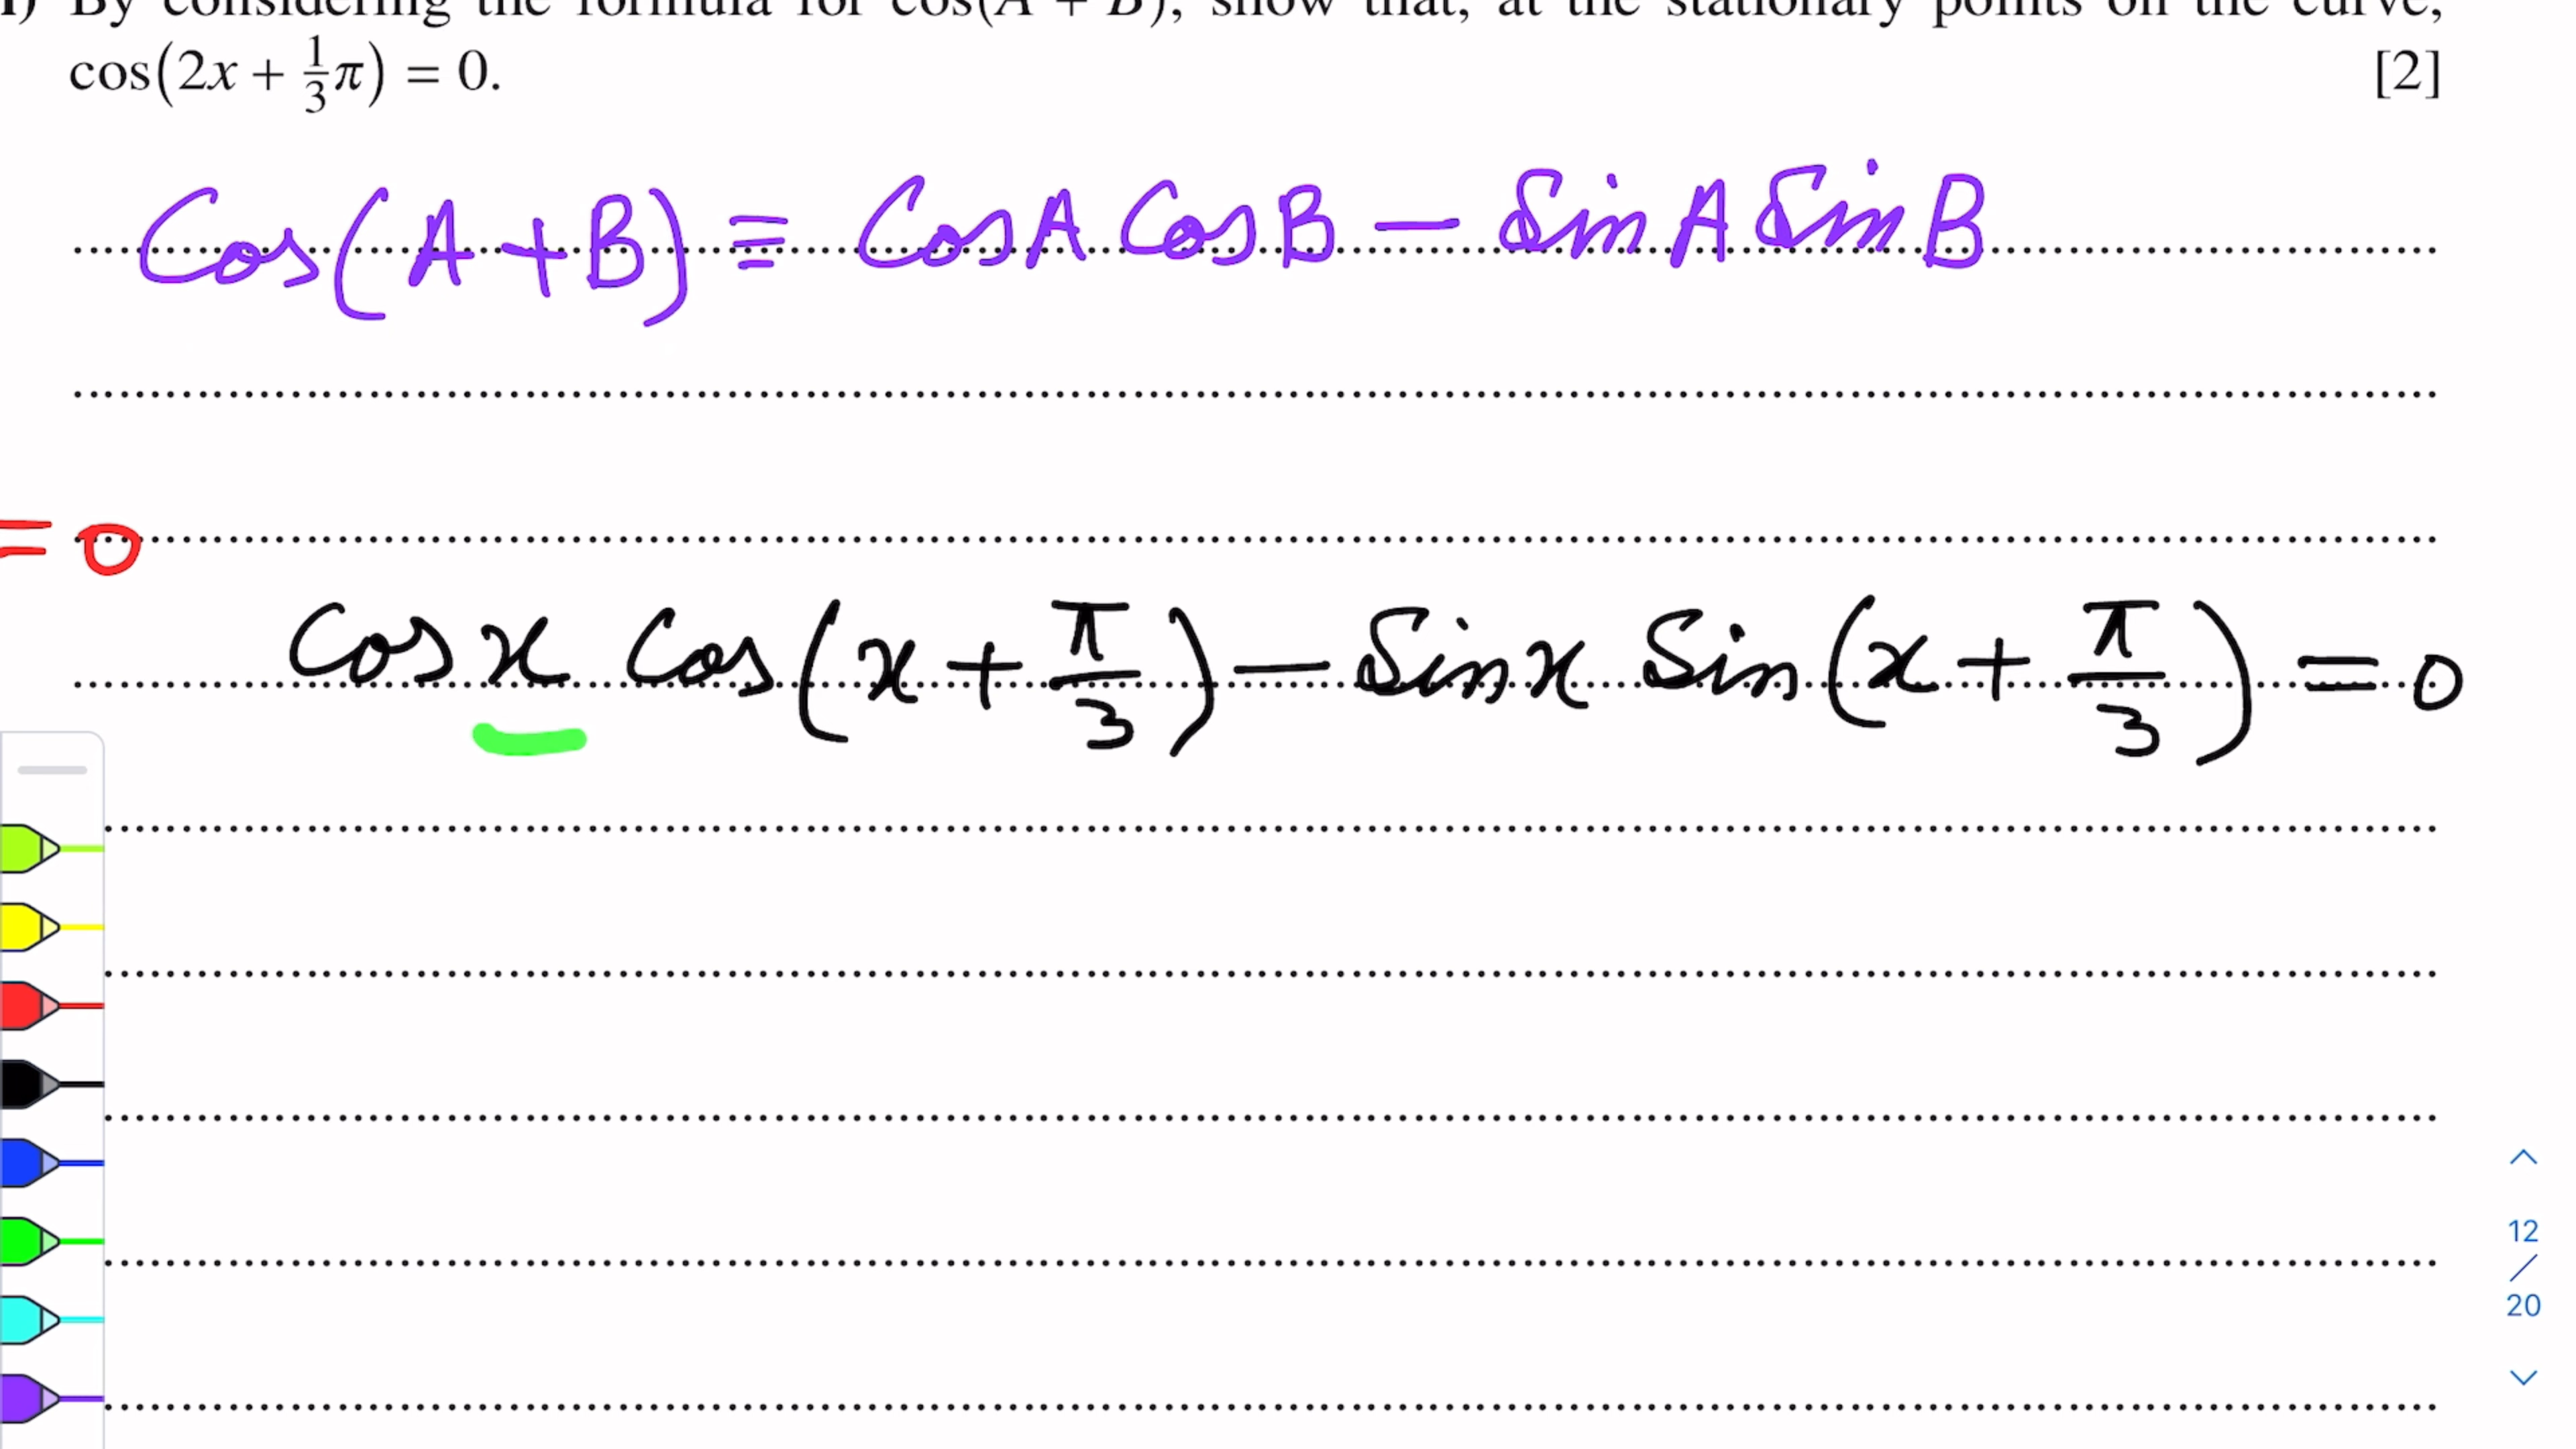 By considering the formula for cos(A + B), show that, at the stationary points on the curve,
cos(2x + 1/3 π) = 0. [2]
Cos(A+B) ≡ CosA CosB − SinA SinB
= 0
Cos x Cos(x + π/3) − Sin x Sin(x + π/3) = 0
12
/
20